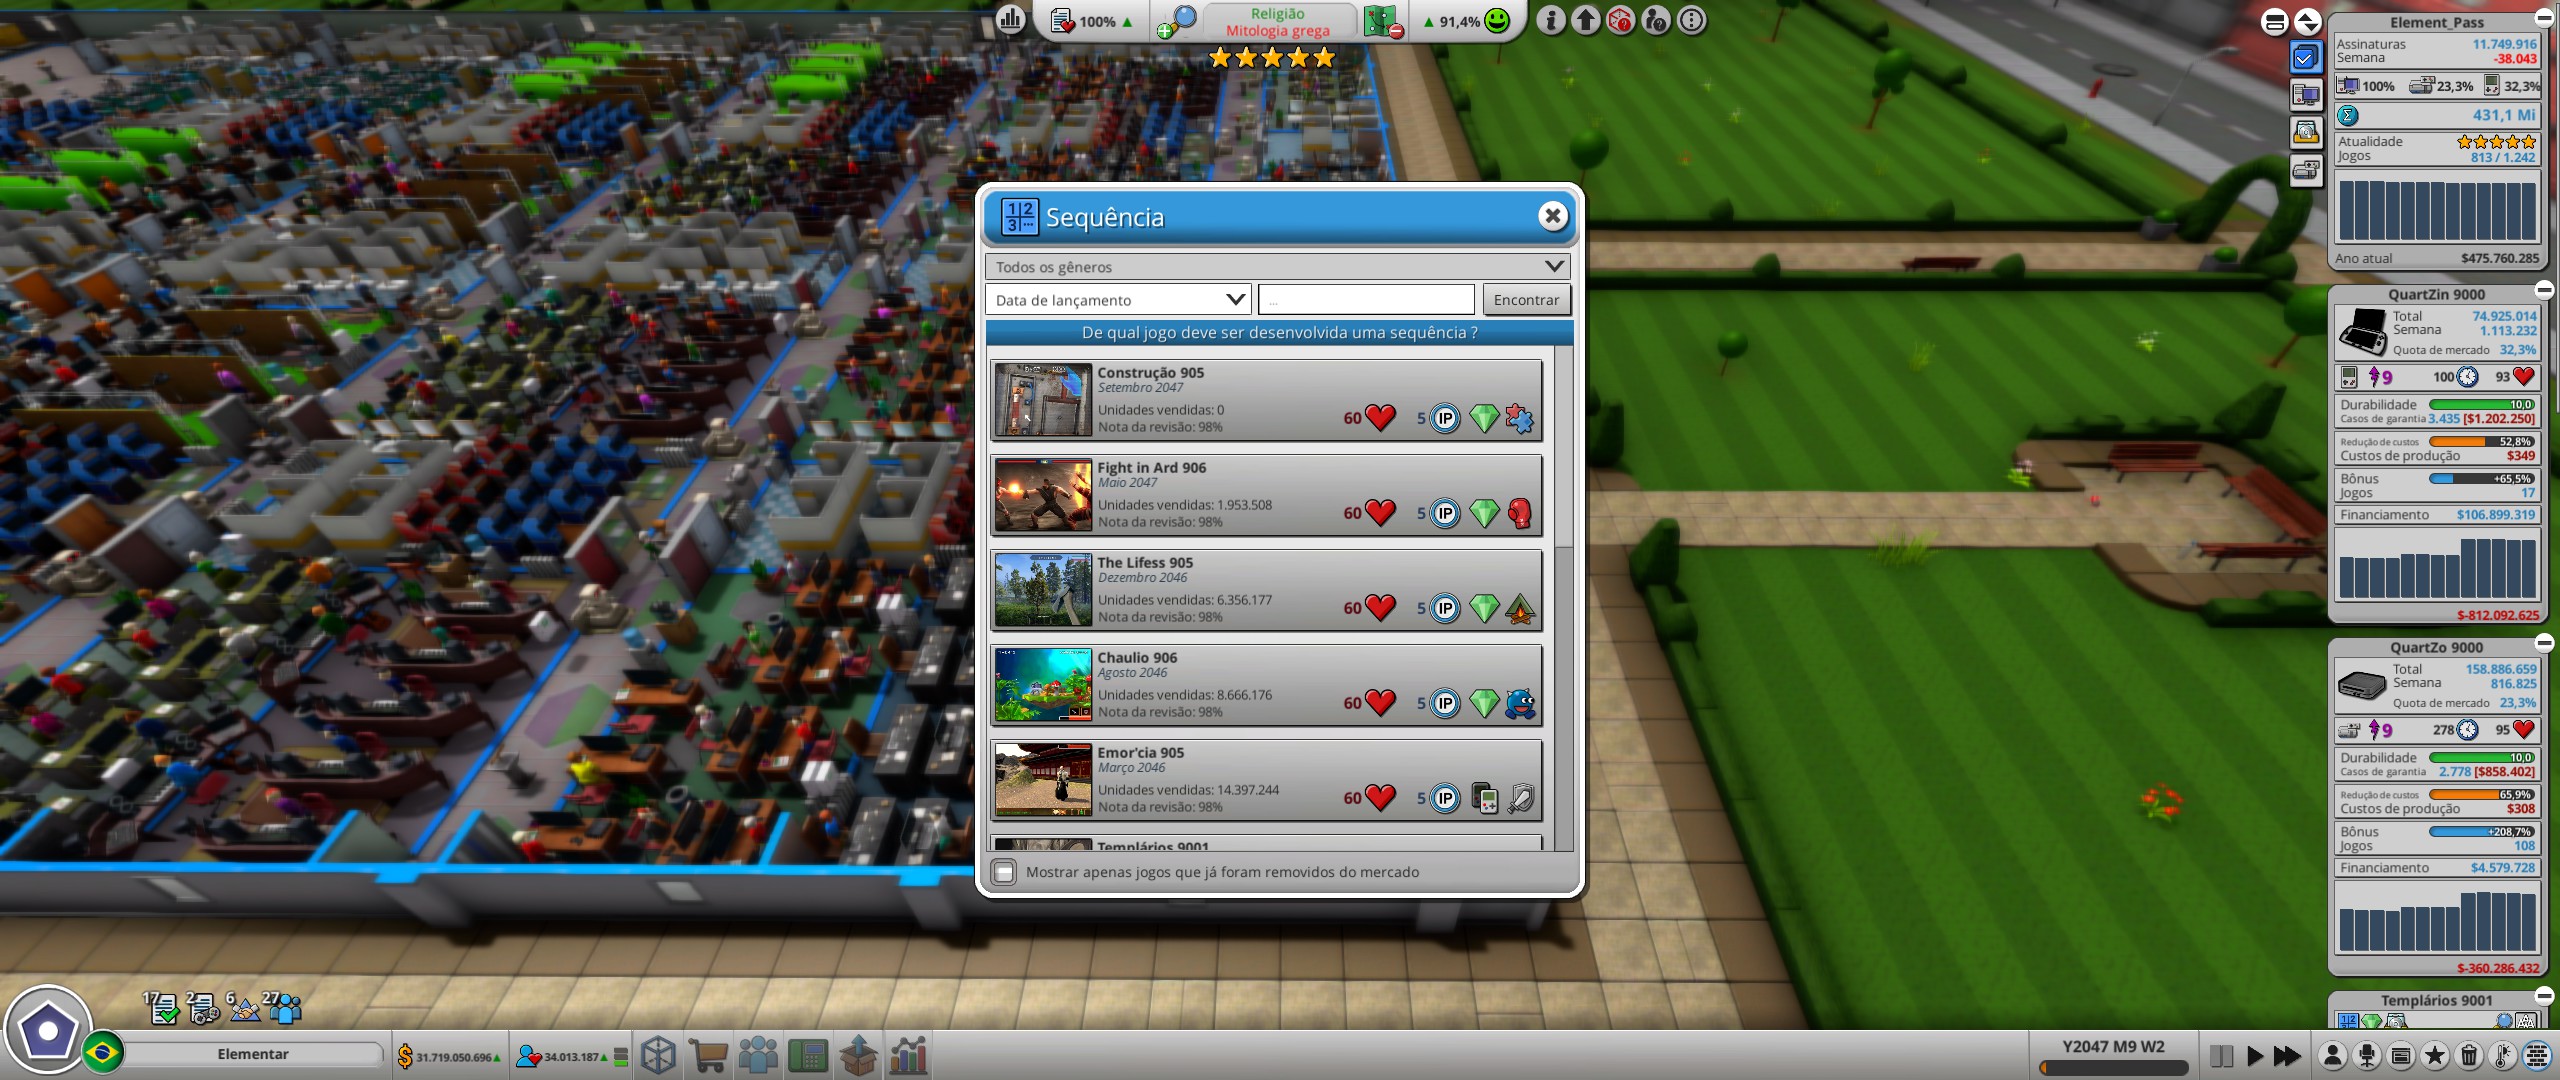 100%
Religião
Mitologia grega
91,4%
Sequência
Todos os gêneros
Data de lançamento
...
Encontrar
De qual jogo deve ser desenvolvida uma sequência ?
Construção 905
Setembro 2047
Unidades vendidas: 0
Nota da revisão: 98%
60
5
IP
Fight in Ard 906
Maio 2047
Unidades vendidas: 1.953.508
Nota da revisão: 98%
60
5
IP
The Lifess 905
Dezembro 2046
Unidades vendidas: 6.356.177
Nota da revisão: 98%
60
5
IP
Chaulio 906
Agosto 2046
Unidades vendidas: 8.666.176
Nota da revisão: 98%
60
5
IP
Emor'cia 905
Março 2046
Unidades vendidas: 14.397.244
Nota da revisão: 98%
60
5
IP
Templários 9001
Mostrar apenas jogos que já foram removidos do mercado
Element_Pass
Assinaturas 11.749.916
Semana -38.043
100% 23,3% 32,3%
431,1 Mi
Atualidade
Jogos 813 / 1.242
Ano atual $475.760.285
QuartZin 9000
Total 74.925.014
Semana 1.113.232
Quota de mercado 32,3%
9 100 93
Durabilidade 10,0
Casos de garantia 3.435 [$1.202.250]
Redução de custos 52,8%
Custos de produção $349
Bônus +65,5%
Jogos 17
Financiamento $106.899.319
$-812.092.625
QuartZo 9000
Total 158.886.659
Semana 816.825
Quota de mercado 23,3%
9 278 95
Durabilidade 10,0
Casos de garantia 2.778 [$858.402]
Redução de custos 65,9%
Custos de produção $308
Bônus +208,7%
Jogos 108
Financiamento $4.579.728
$-360.286.432
Templários 9001
17 2 6 27
Elementar
31.719.050.696
34.013.187
Y2047 M9 W2